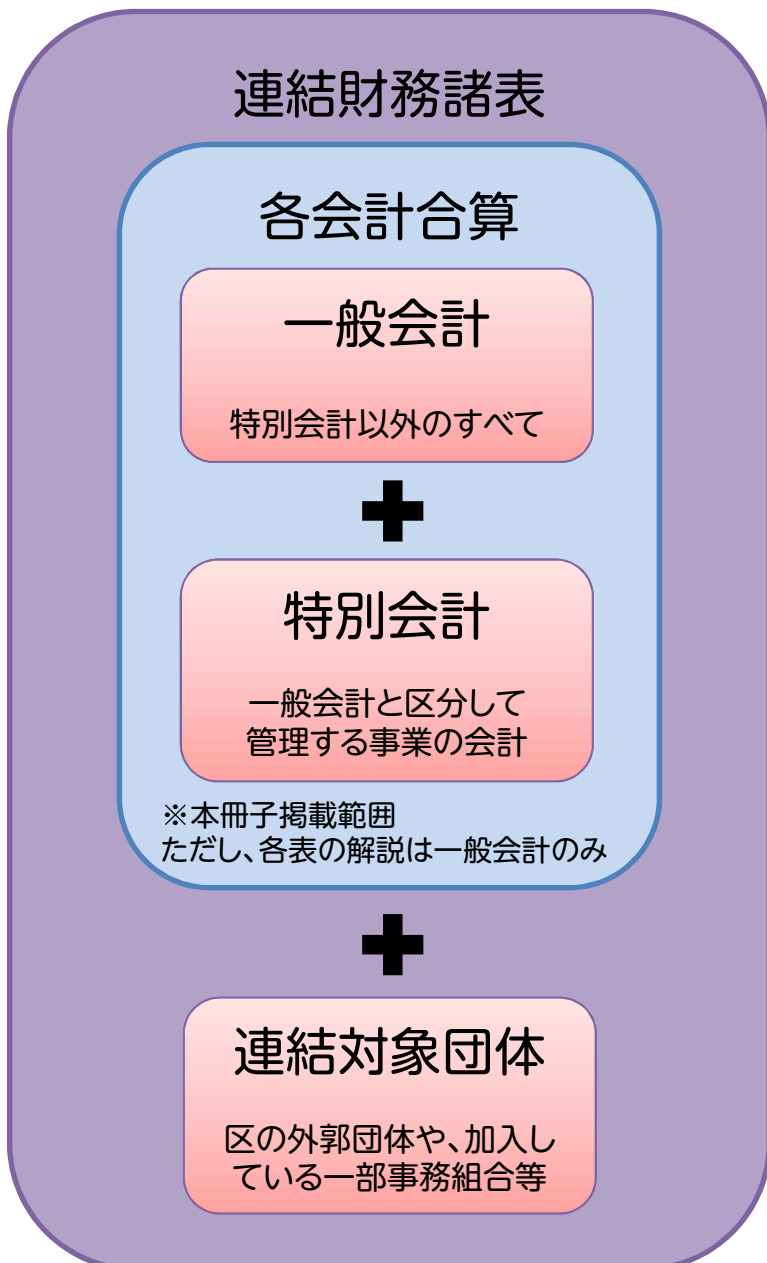 連結財務諸表
各会計合算
一般会計
特別会計以外のすべて
特別会計
一般会計と区分して
管理する事業の会計
※本冊子掲載範囲
ただし、各表の解説は一般会計のみ
連結対象団体
区の外郭団体や、加入し
ている一部事務組合等